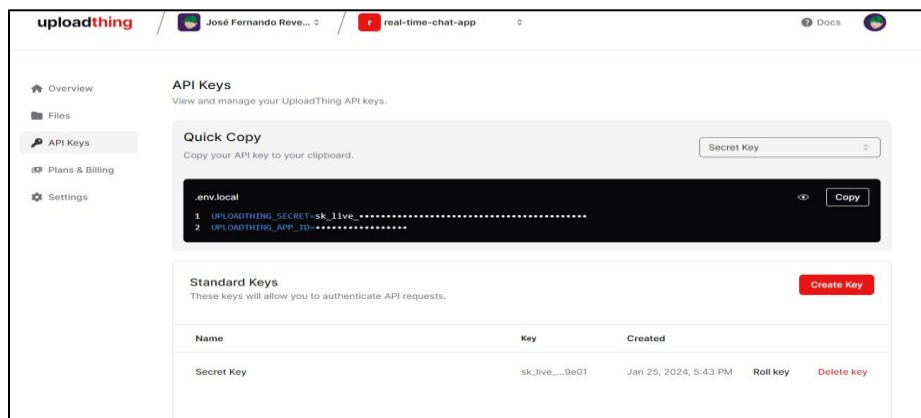 uploadthing / José Fernando Reve... / r real-time-chat-app Docs
Overview
Files
API Keys
Plans & Billing
Settings
API Keys
View and manage your UploadThing API keys.
Quick Copy
Copy your API key to your clipboard.
Secret Key
.env.local
Copy
1 UPLOADTHING_SECRET=sk_live_••••••••••••••••••••••••••••••••••••••••••
2 UPLOADTHING_APP_ID=•••••••••••••••••
Standard Keys
These keys will allow you to authenticate API requests.
Create Key
Name Key Created
Secret Key sk_live_...9e01 Jan 25, 2024, 5:43 PM Roll key Delete key